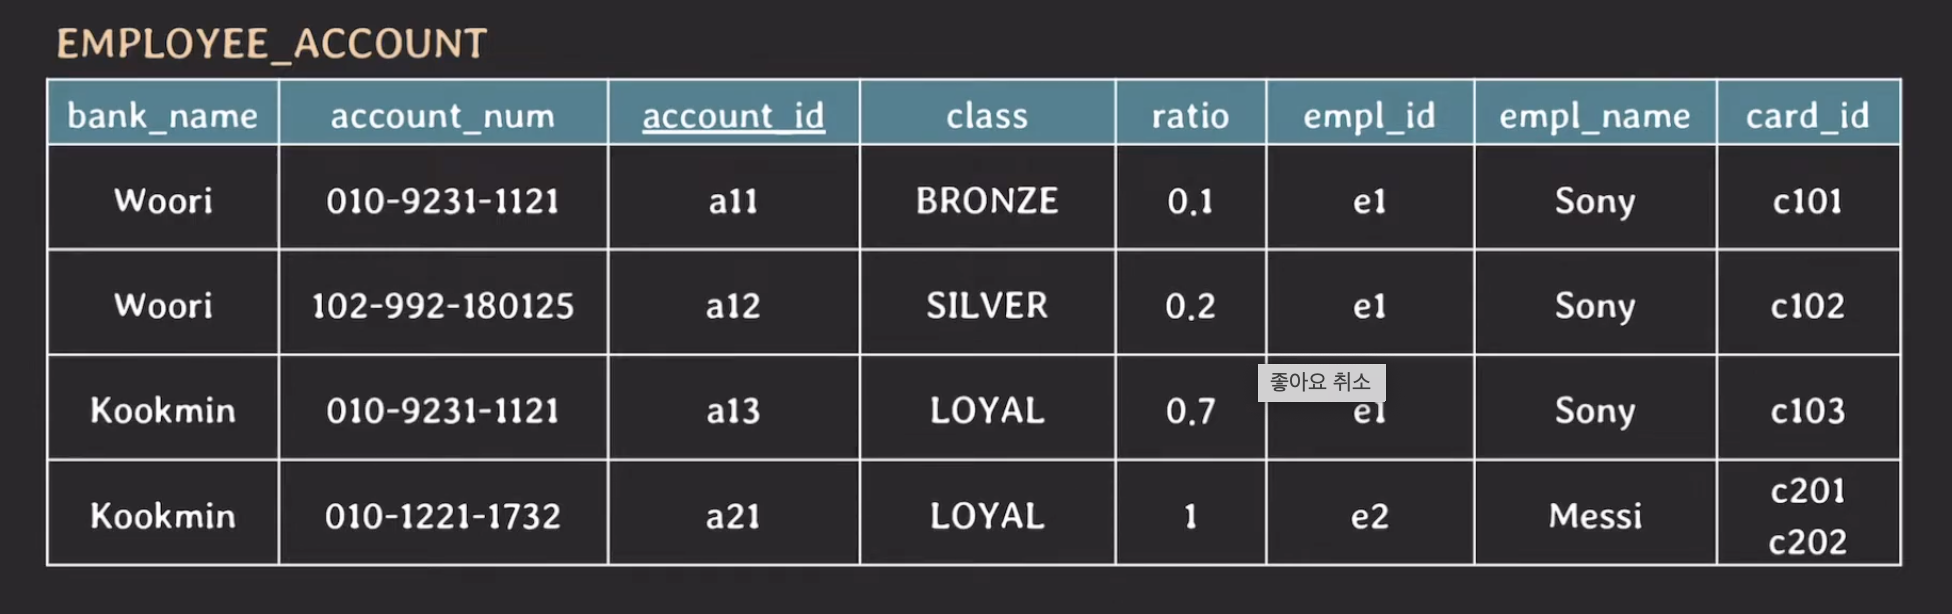 EMPLOYEE_ACCOUNT
bank_name account_num account_id class ratio empl_id empl_name card_id
Woori 010-9231-1121 a11 BRONZE 0.1 e1 Sony c101
Woori 102-992-180125 a12 SILVER 0.2 e1 Sony c102
좋아요 취소
Kookmin 010-9231-1121 a13 LOYAL 0.7 e1 Sony c103
Kookmin 010-1221-1732 a21 LOYAL 1 e2 Messi c201
c202